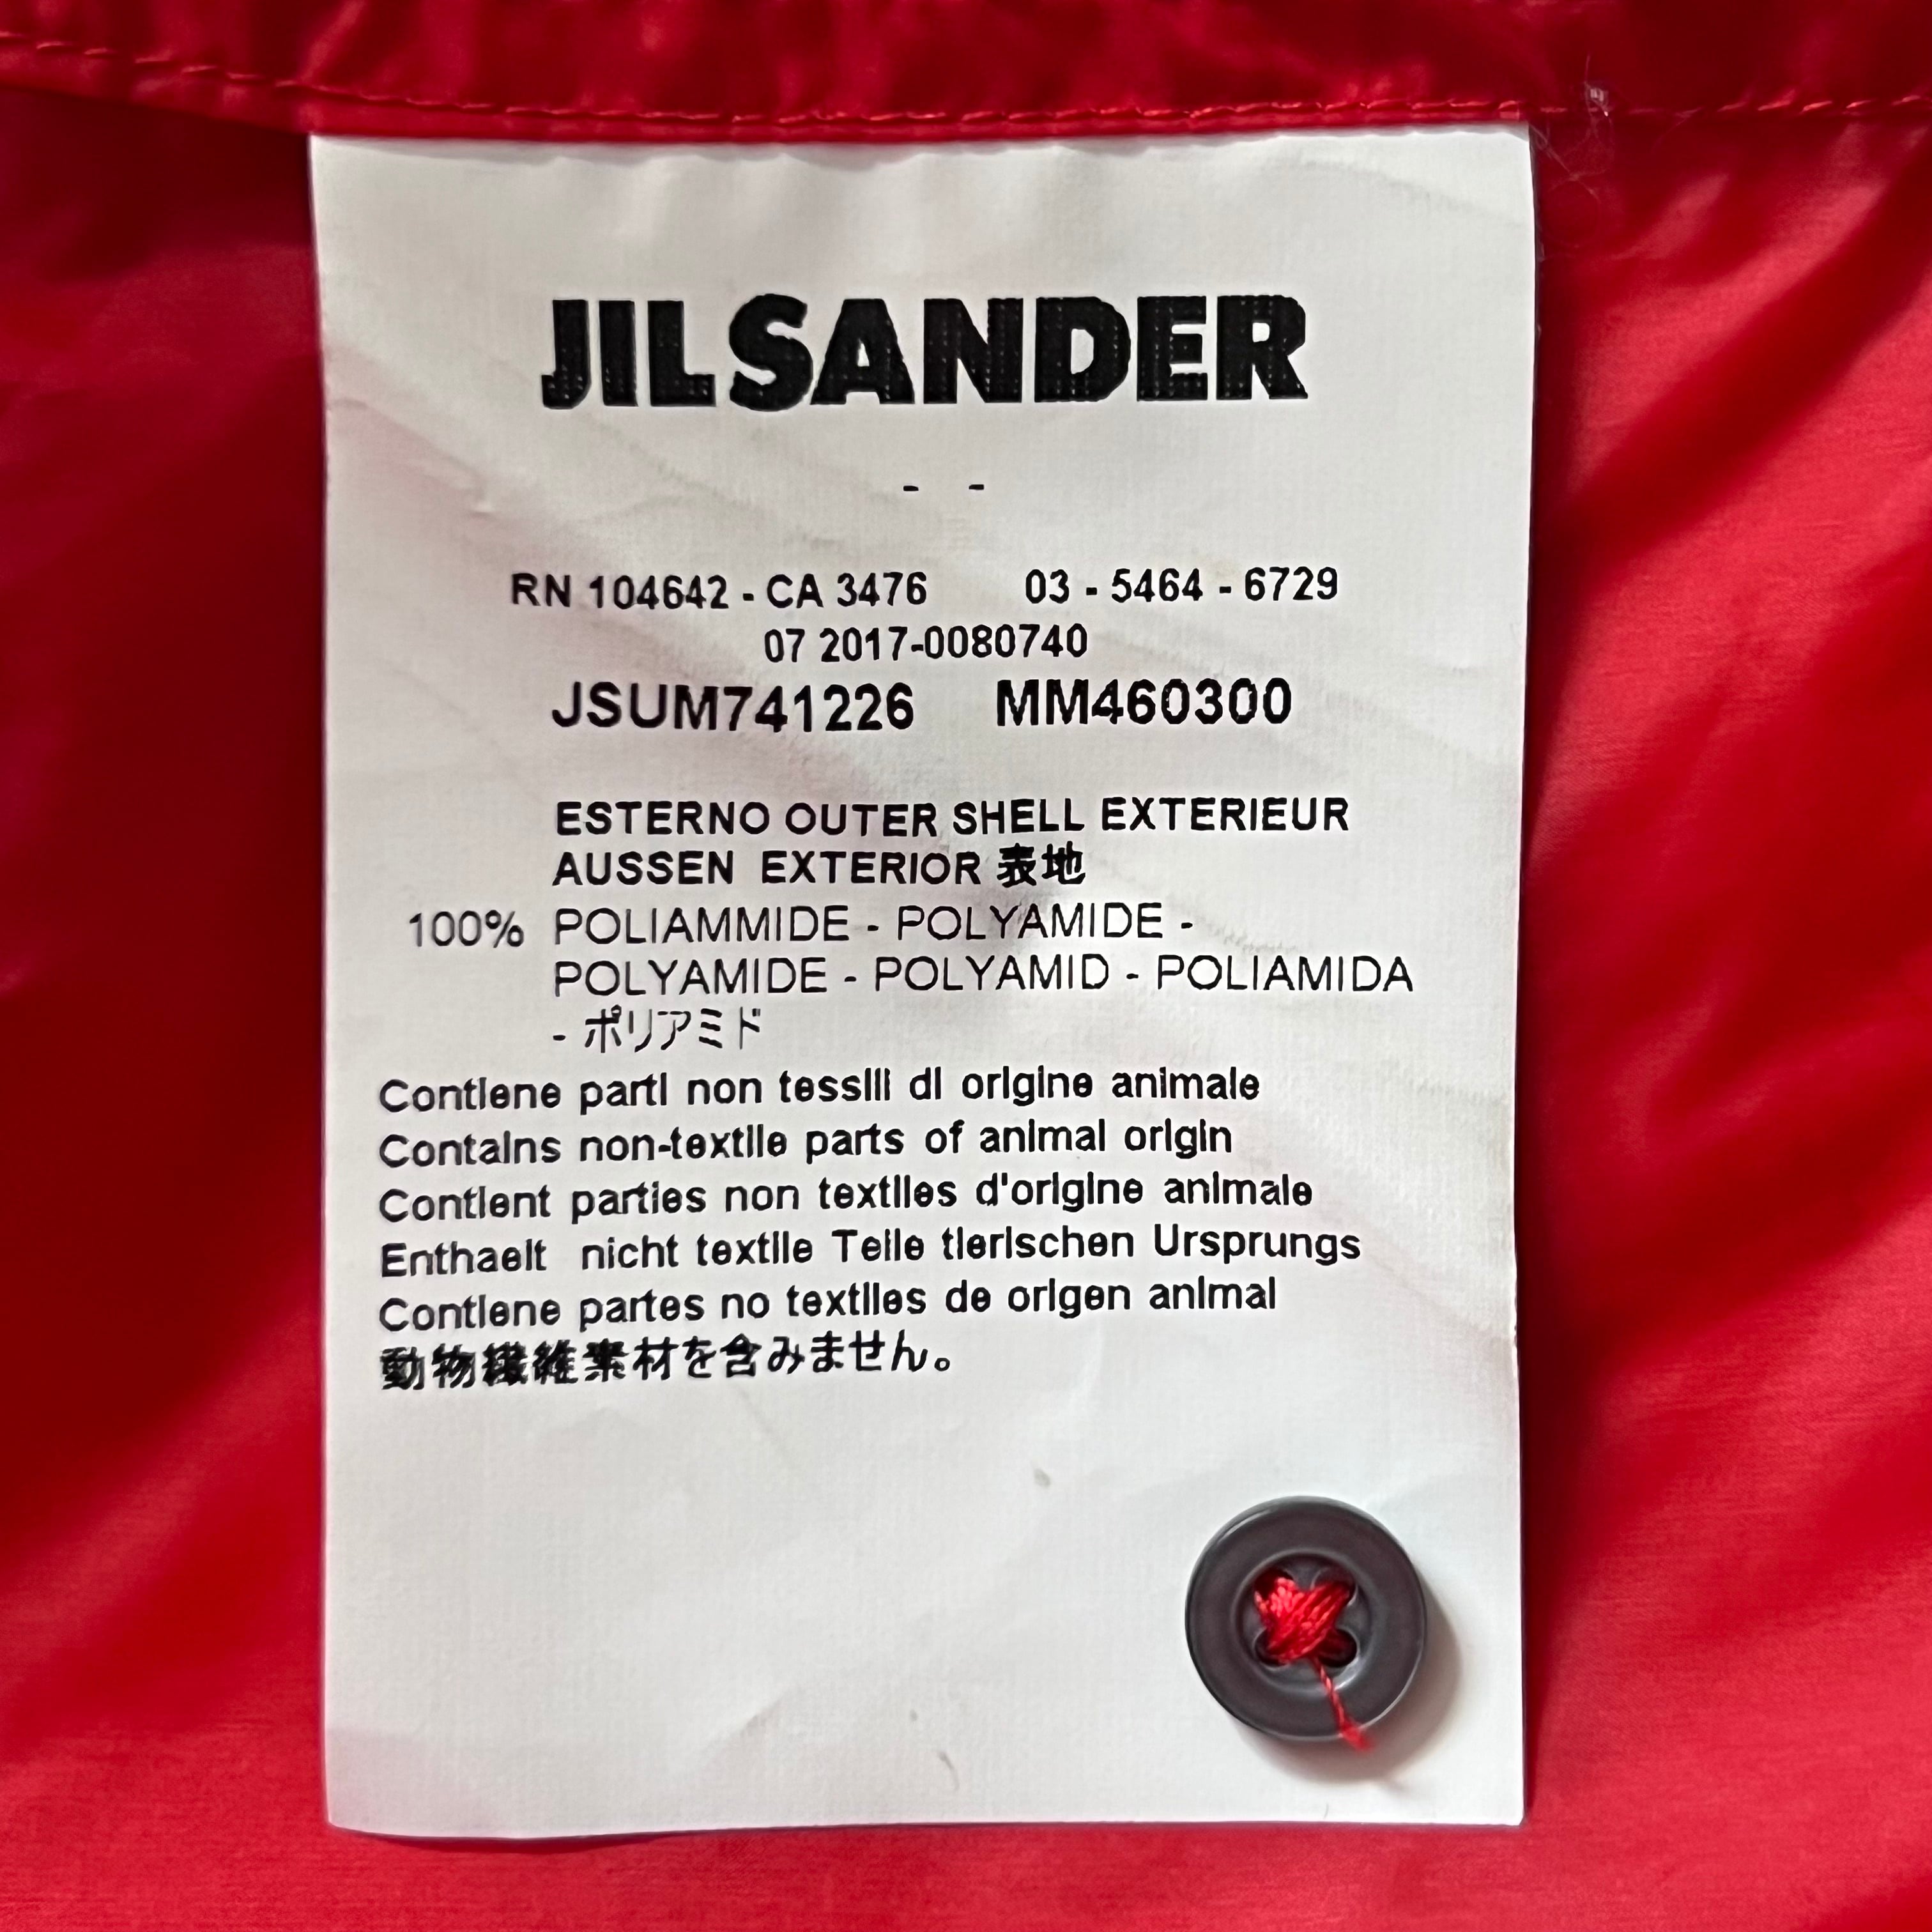 JIL SANDER
- -
RN 104642 - CA 3476 03 - 5464 - 6729
07 2017-0080740
JSUM741226 MM460300
ESTERNO OUTER SHELL EXTERIEUR
AUSSEN EXTERIOR 表地
100% POLIAMMIDE - POLYAMIDE -
POLYAMIDE - POLYAMID - POLIAMIDA
- ポリアミド
Contiene parti non tessili di origine animale
Contains non-textile parts of animal origin
Contient parties non textiles d'origine animale
Enthaelt nicht textile Teile tierischen Ursprungs
Contiene partes no textiles de origen animal
動物繊維素材を含みません。